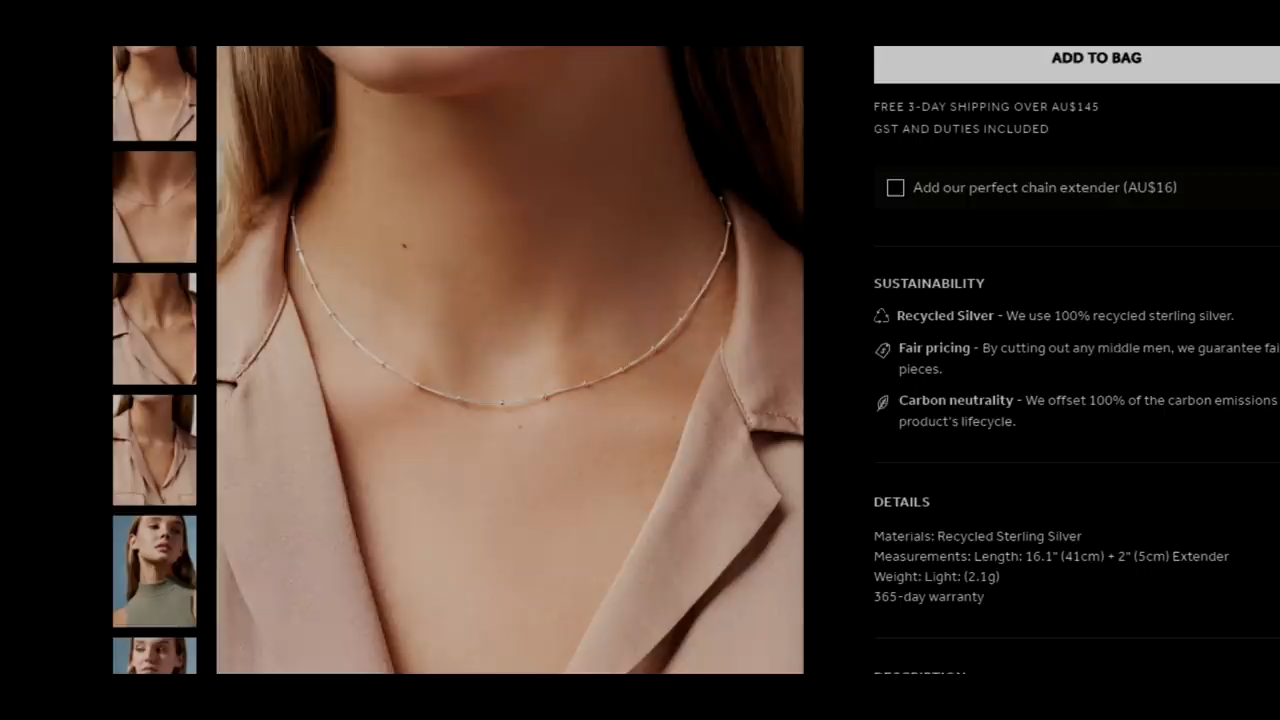 ADD TO BAG
FREE 3-DAY SHIPPING OVER AU$145
GST AND DUTIES INCLUDED
Add our perfect chain extender (AU$16)
SUSTAINABILITY
Recycled Silver - We use 100% recycled sterling silver.
Fair pricing - By cutting out any middle men, we guarantee
pieces.
Carbon neutrality - We offset 100% of the carbon emissions
product's lifecycle.
DETAILS
Materials: Recycled Sterling Silver
Measurements: Length: 16.1" (41cm) + 2" (5cm) Extender
Weight: Light: (2.1g)
365-day warranty